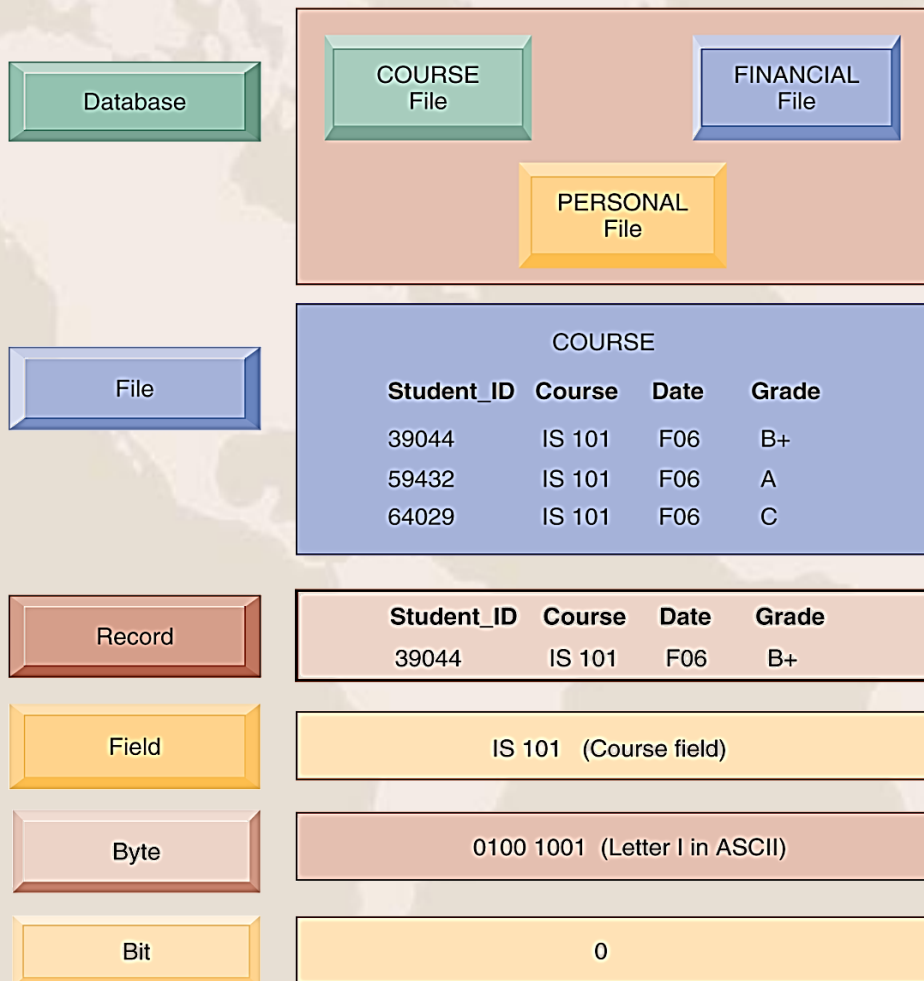 Database
COURSE
File
FINANCIAL
File
PERSONAL
File
File
COURSE
Student_ID Course Date Grade
39044 IS 101 F06 B+
59432 IS 101 F06 A
64029 IS 101 F06 C
Record
Student_ID Course Date Grade
39044 IS 101 F06 B+
Field
IS 101 (Course field)
Byte
0100 1001 (Letter I in ASCII)
Bit
0